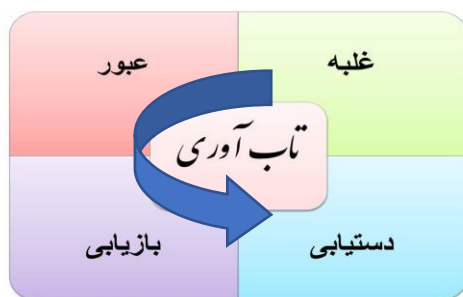 غلبه
عبور
تاب آوری
دستیابی
بازیابی